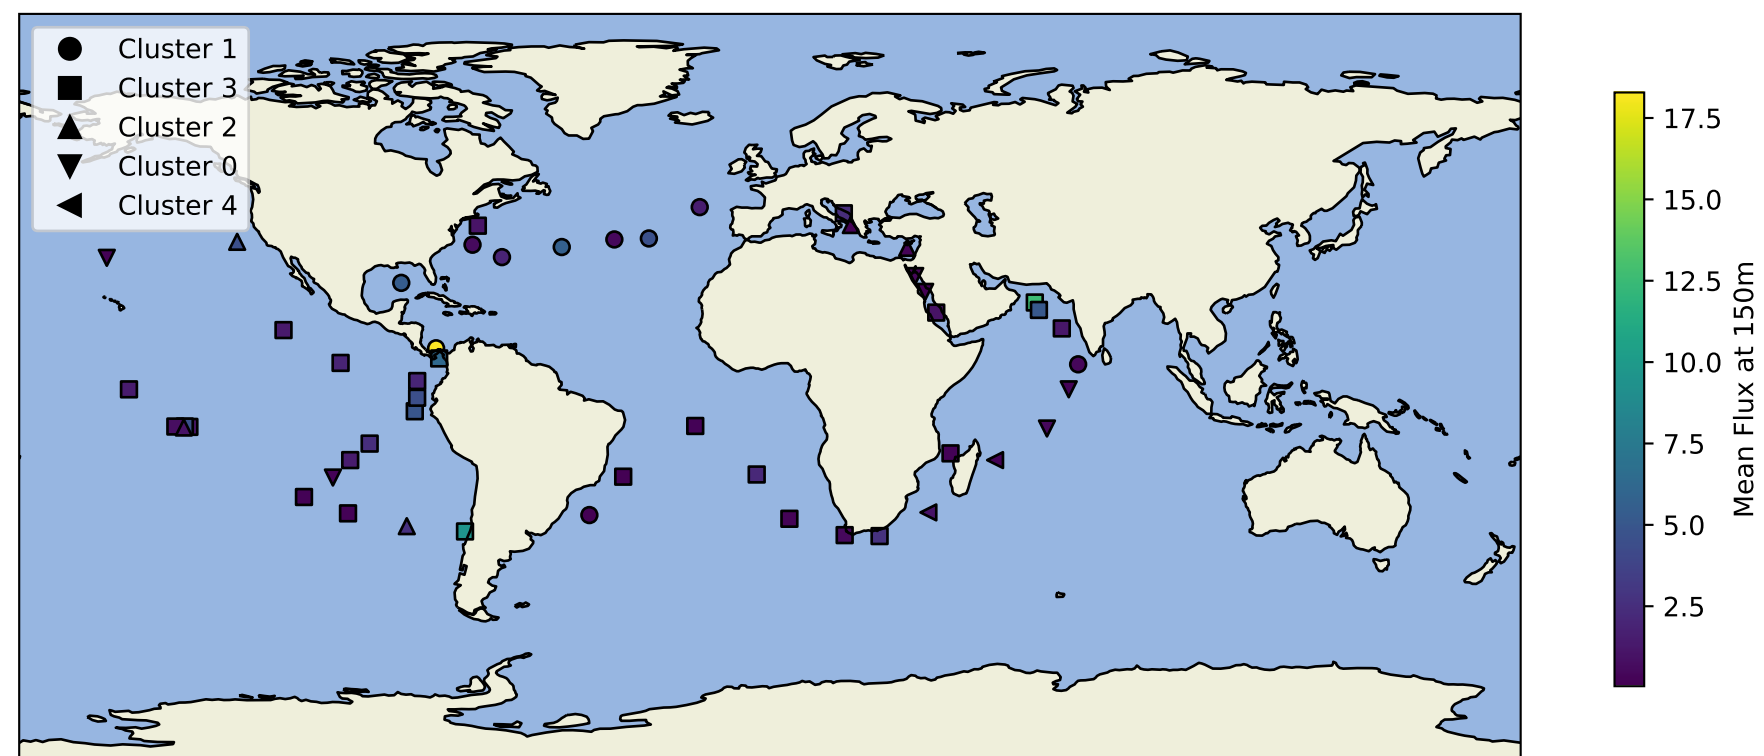 Cluster 1
Cluster 3
Cluster 2
Cluster 0
Cluster 4
17.5
15.0
12.5
10.0
7.5
5.0
2.5
Mean Flux at 150m